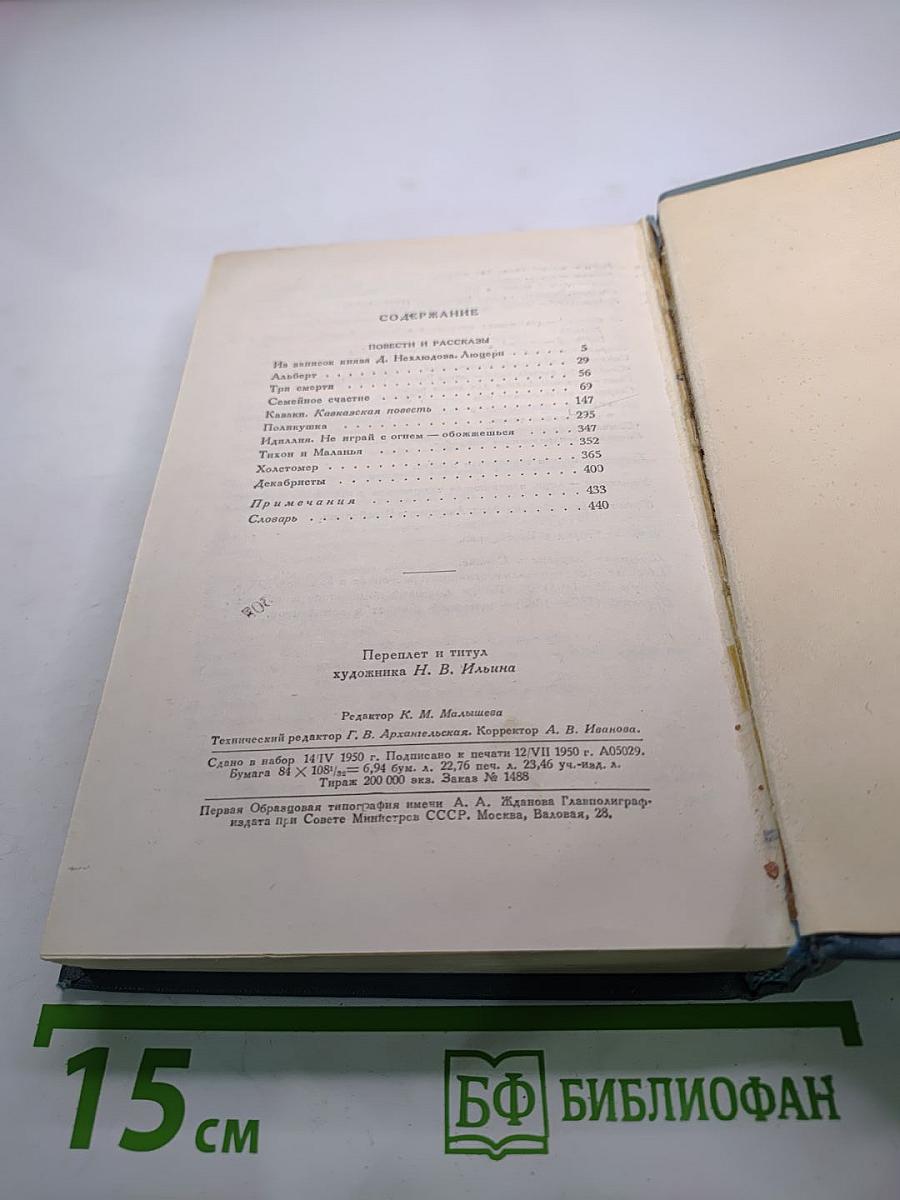 СОДЕРЖАНИЕ
ПОВЕСТИ И РАССКАЗЫ
Из записок князя Д. Нехлюдова. Люцерн . . . . . 5
Альберт . . . . . . . . . . . . . . . . . . . . 29
Три смерти . . . . . . . . . . . . . . . . . . 56
Семейное счастие . . . . . . . . . . . . . . . 69
Казаки. Кавказская повесть . . . . . . . . . . 147
Поликушка . . . . . . . . . . . . . . . . . . . 295
Идиллия. Не играй с огнем — обожжешься . . . . 347
Тихон и Маланья . . . . . . . . . . . . . . . . 352
Холстомер . . . . . . . . . . . . . . . . . . . 365
Декабристы . . . . . . . . . . . . . . . . . . 400
Примечания . . . . . . . . . . . . . . . . . . 433
Словарь . . . . . . . . . . . . . . . . . . . . 440
Переплет и титул
художника Н. В. Ильина
Редактор К. М. Малышева
Технический редактор Г. В. Архангельская. Корректор А. В. Иванова.
Сдано в набор 14/IV 1950 г. Подписано к печати 12/VII 1950 г. А05029.
Бумага 84 × 108¹/₃₂ = 6,94 бум. л. 22,76 печ. л. 23,46 уч.-изд. л.
Тираж 200 000 экз. Заказ № 1488
Первая Образцовая типография имени А. А. Жданова Главполиграф-
издата при Совете Министров СССР. Москва, Валовая, 28.
15 см
БФ БИБЛИОФАН